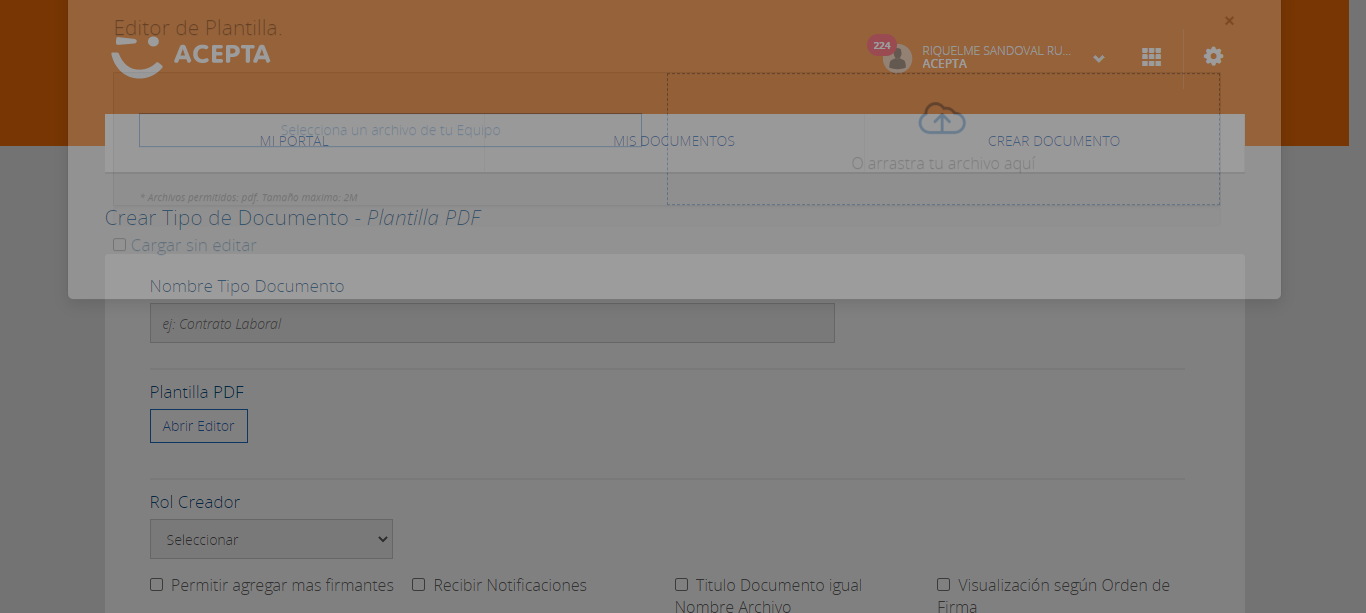 Editor de Plantilla.
×
ACEPTA
224
RIQUELME SANDOVAL RU...
ACEPTA
Selecciona un archivo de tu Equipo
MI PORTAL
MIS DOCUMENTOS
CREAR DOCUMENTO
O arrastra tu archivo aquí
* Archivos permitidos: pdf. Tamaño máximo: 2M
Crear Tipo de Documento - Plantilla PDF
Cargar sin editar
Nombre Tipo Documento
ej: Contrato Laboral
Plantilla PDF
Abrir Editor
Rol Creador
Seleccionar
Permitir agregar mas firmantes
Recibir Notificaciones
Titulo Documento igual
Nombre Archivo
Visualización según Orden de
Firma